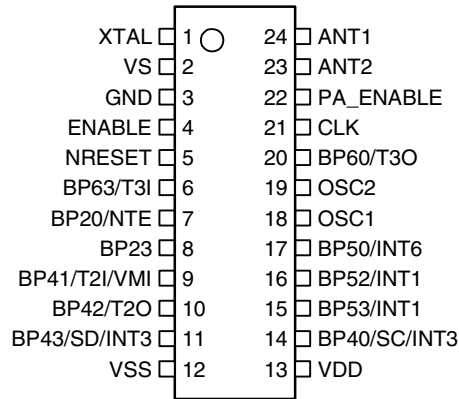 XTAL 1 24 ANT1
VS 2 23 ANT2
GND 3 22 PA_ENABLE
ENABLE 4 21 CLK
NRESET 5 20 BP60/T3O
BP63/T3I 6 19 OSC2
BP20/NTE 7 18 OSC1
BP23 8 17 BP50/INT6
BP41/T2I/VMI 9 16 BP52/INT1
BP42/T2O 10 15 BP53/INT1
BP43/SD/INT3 11 14 BP40/SC/INT3
VSS 12 13 VDD